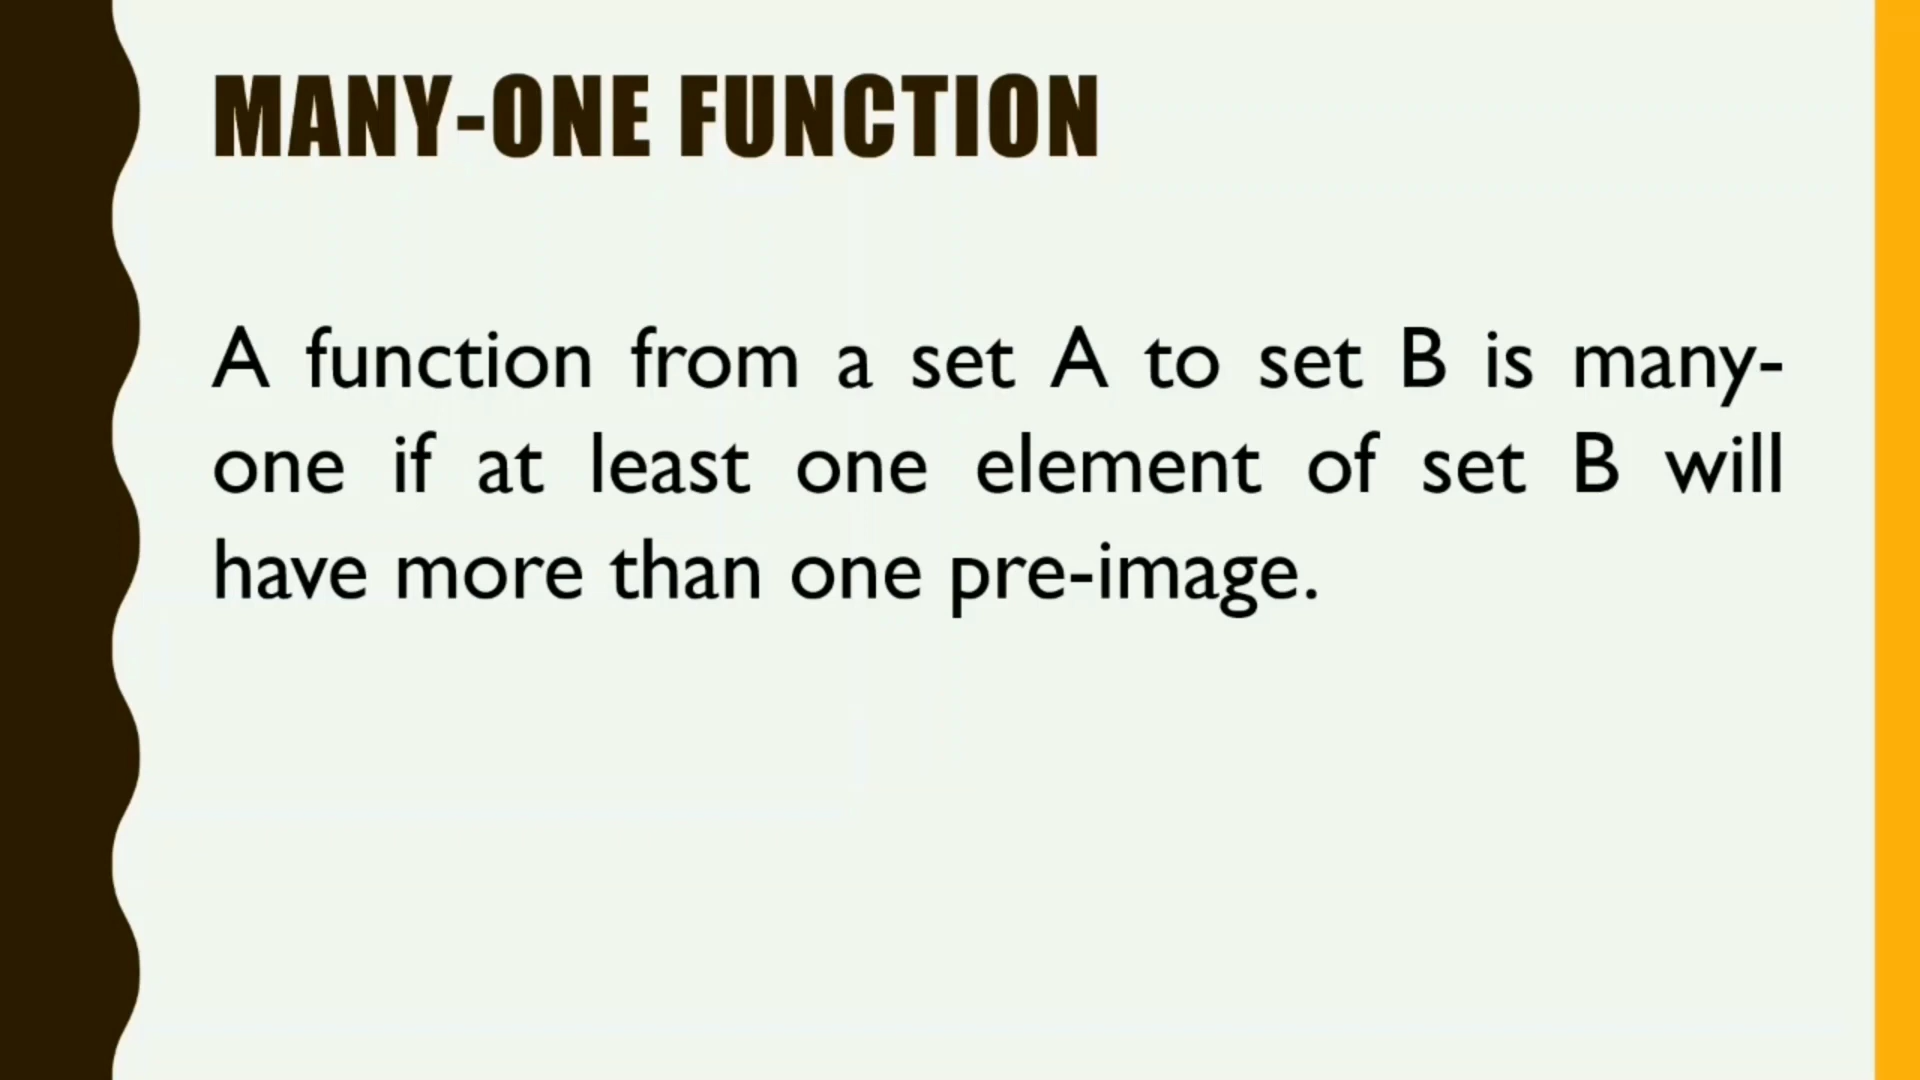 MANY-ONE FUNCTION
A function from a set A to set B is many-
one if at least one element of set B will
have more than one pre-image.